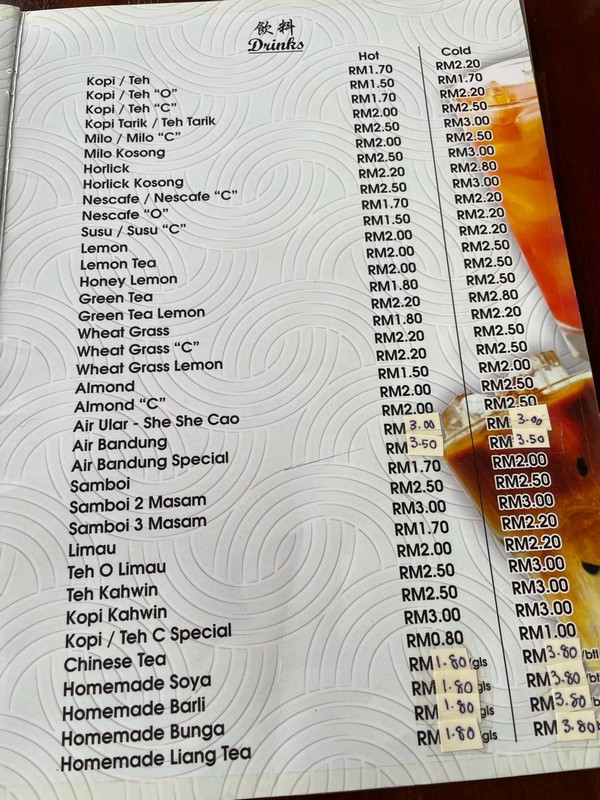 飲料
Drinks
Hot Cold
Kopi / Teh RM1.70 RM2.20
Kopi / Teh “O” RM1.50 RM1.70
Kopi / Teh “C” RM1.70 RM2.20
Kopi Tarik / Teh Tarik RM2.00 RM2.50
Milo / Milo “C” RM2.50 RM3.00
Milo Kosong RM2.00 RM2.50
Horlick RM2.50 RM3.00
Horlick Kosong RM2.20 RM2.80
Nescafe / Nescafe “C” RM2.50 RM3.00
Nescafe “O” RM1.70 RM2.20
Susu / Susu “C” RM1.50 RM2.20
Lemon RM2.00 RM2.20
Lemon Tea RM2.00 RM2.50
Honey Lemon RM2.00 RM2.50
Green Tea RM1.80 RM2.50
Green Tea Lemon RM2.20 RM2.80
Wheat Grass RM1.80 RM2.50
Wheat Grass “C” RM2.20 RM2.50
Wheat Grass Lemon RM2.20 RM2.50
Almond RM1.50 RM2.00
Almond “C” RM2.00 RM2.50
Air Ular - She She Cao RM2.00 RM2.50
Air Bandung RM 3.00 RM 3.00
Air Bandung Special RM 3.50 RM 3.50
Samboi RM1.70 RM2.00
Samboi 2 Masam RM2.50 RM2.50
Samboi 3 Masam RM3.00 RM3.00
Limau RM1.70 RM2.20
Teh O Limau RM2.00 RM2.20
Teh Kahwin RM2.50 RM3.00
Kopi Kahwin RM2.50 RM3.00
Kopi / Teh C Special RM3.00 RM3.00
Chinese Tea RM0.80 RM1.00
Homemade Soya RM 1.80 /gls RM 3.80 /btl
Homemade Barli RM 1.80 gls RM 3.80 /btl
Homemade Bunga RM 1.80 gls RM 3.80
Homemade Liang Tea RM 1.80 gls RM 3.80